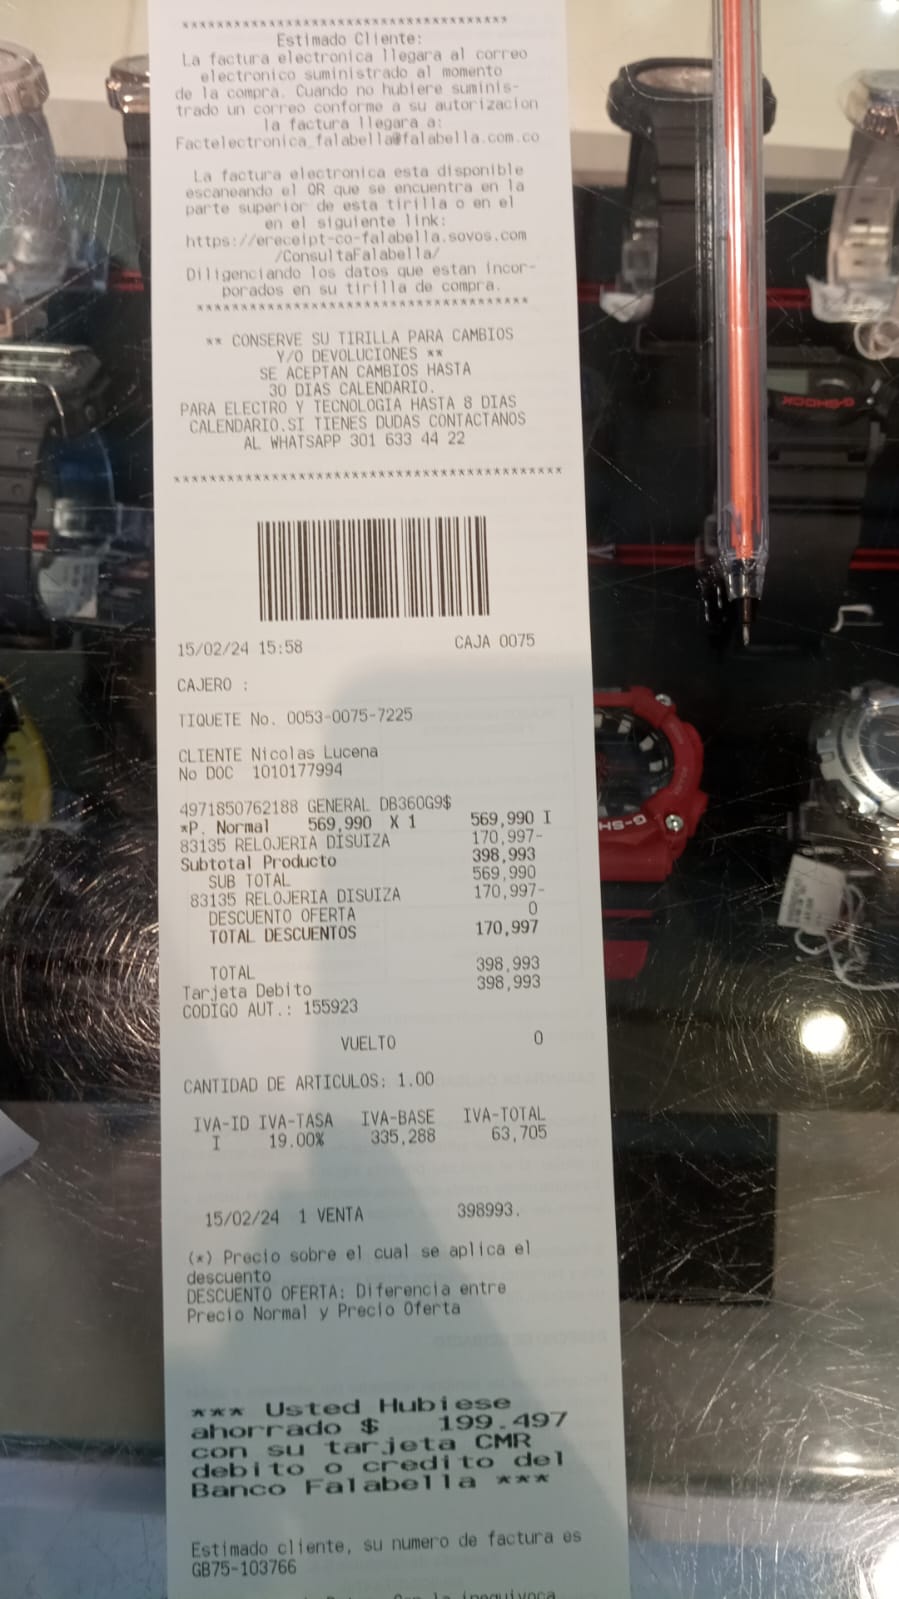 ************************************
Estimado Cliente:
La factura electronica llegara al correo
electronico suministrado al momento
de la compra. Cuando no hubiere suminis-
trado un correo conforme a su autorizacion
la factura llegara a:
Factelectronica_falabella@falabella.com.co
La factura electronica esta disponible
escaneando el QR que se encuentra en la
parte superior de esta tirilla o en el
en el siguiente link:
https://ereceipt-co-falabella.sovos.com
/ConsultaFalabella/
Diligenciando los datos que estan incor-
porados en su tirilla de compra.
************************************
** CONSERVE SU TIRILLA PARA CAMBIOS
Y/O DEVOLUCIONES **
SE ACEPTAN CAMBIOS HASTA
30 DIAS CALENDARIO.
PARA ELECTRO Y TECNOLOGIA HASTA 8 DIAS
CALENDARIO.SI TIENES DUDAS CONTACTANOS
AL WHATSAPP 301 633 44 22
******************************************
15/02/24 15:58 CAJA 0075
CAJERO :
TIQUETE No. 0053-0075-7225
CLIENTE Nicolas Lucena
No DOC 1010177994
4971850762188 GENERAL DB360G9$
*P. Normal 569,990 X 1 569,990 I
83135 RELOJERIA DISUIZA 170,997-
Subtotal Producto 398,993
SUB TOTAL 569,990
83135 RELOJERIA DISUIZA 170,997-
DESCUENTO OFERTA 0
TOTAL DESCUENTOS 170,997
TOTAL 398,993
Tarjeta Debito 398,993
CODIGO AUT.: 155923
VUELTO 0
CANTIDAD DE ARTICULOS: 1.00
IVA-ID IVA-TASA IVA-BASE IVA-TOTAL
I 19.00% 335,288 63,705
15/02/24 1 VENTA 398993.
(*) Precio sobre el cual se aplica el
descuento
DESCUENTO OFERTA: Diferencia entre
Precio Normal y Precio Oferta
*** Usted Hubiese
ahorrado $ 199.497
con su tarjeta CMR
debito o credito del
Banco Falabella ***
Estimado cliente, su numero de factura es
GB75-103766
G-SHOCK